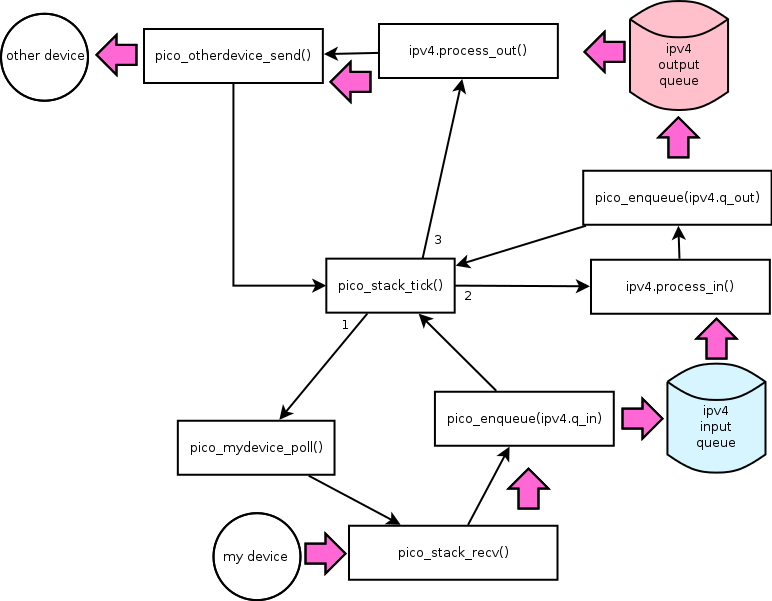 other device
pico_otherdevice_send()
ipv4.process_out()
ipv4
output
queue
pico_enqueue(ipv4.q_out)
3
pico_stack_tick()
2
ipv4.process_in()
1
pico_mydevice_poll()
pico_enqueue(ipv4.q_in)
ipv4
input
queue
my device
pico_stack_recv()